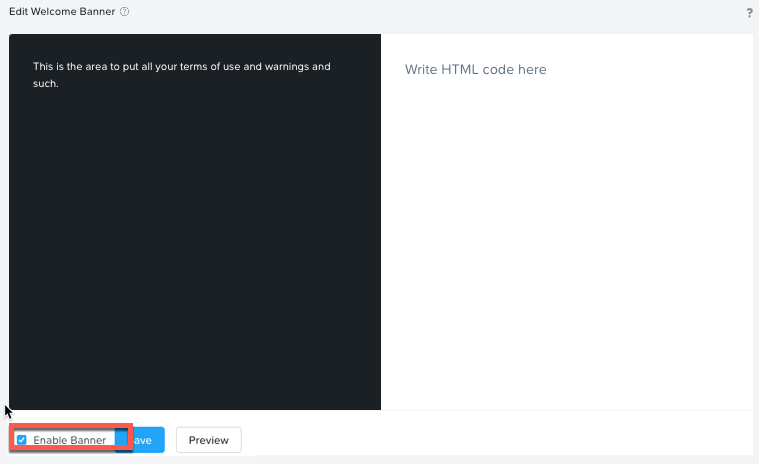 Edit Welcome Banner ?
?
This is the area to put all your terms of use and warnings and
such.
Write HTML code here
Enable Banner
ave
Preview